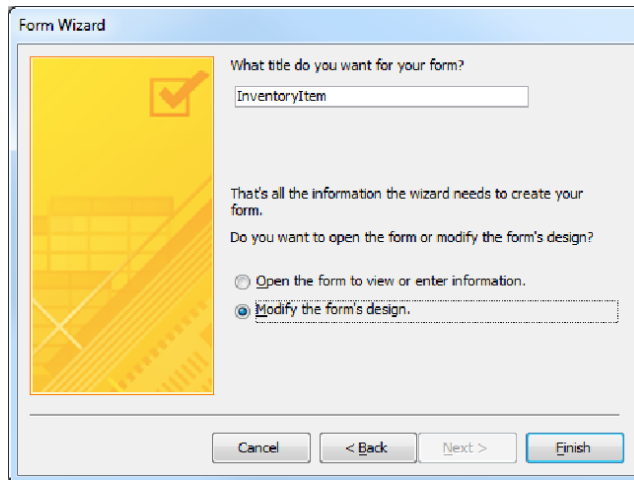 Form Wizard
What title do you want for your form?
InventoryItem
That's all the information the wizard needs to create your
form.
Do you want to open the form or modify the form's design?
Open the form to view or enter information.
Modify the form's design.
Cancel
< Back
Next >
Finish